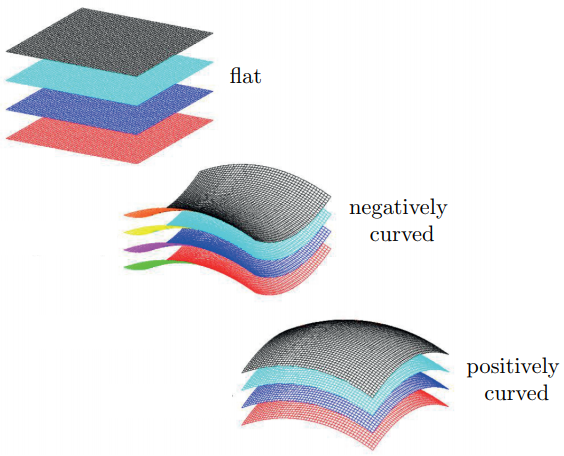 flat
negatively
curved
positively
curved